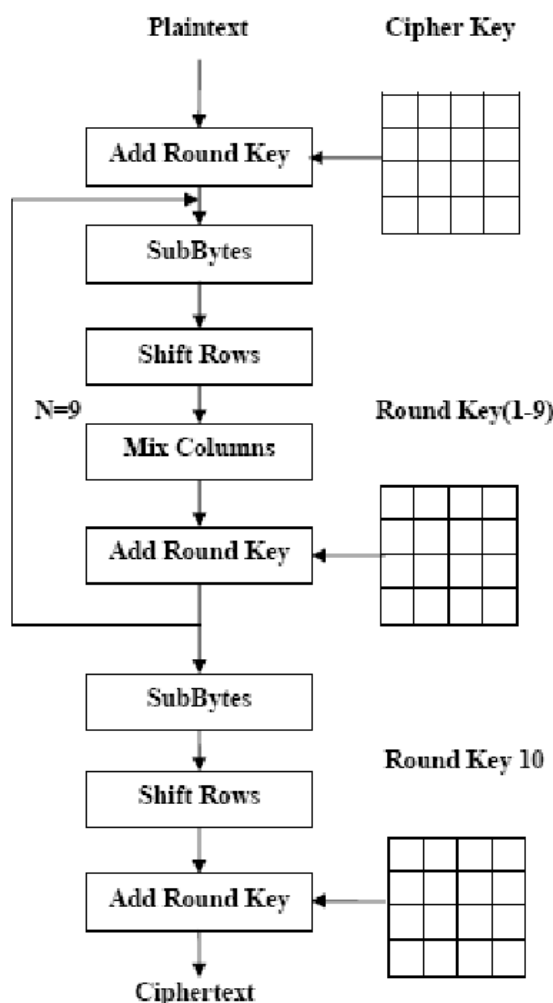 Plaintext
Cipher Key
Add Round Key
SubBytes
Shift Rows
N=9
Round Key(1-9)
Mix Columns
Add Round Key
SubBytes
Round Key 10
Shift Rows
Add Round Key
Ciphertext